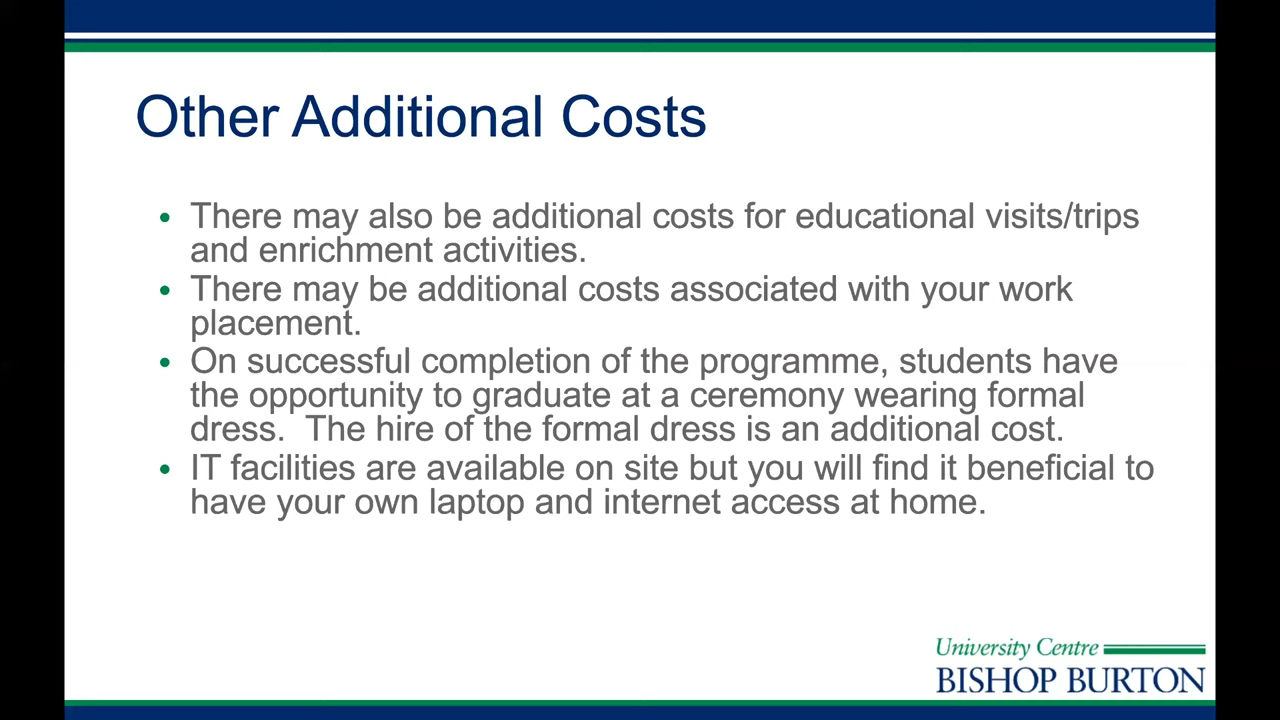 Other Additional Costs
• There may also be additional costs for educational visits/trips
and enrichment activities.
• There may be additional costs associated with your work
placement.
• On successful completion of the programme, students have
the opportunity to graduate at a ceremony wearing formal
dress.  The hire of the formal dress is an additional cost.
• IT facilities are available on site but you will find it beneficial to
have your own laptop and internet access at home.
University Centre
BISHOP BURTON